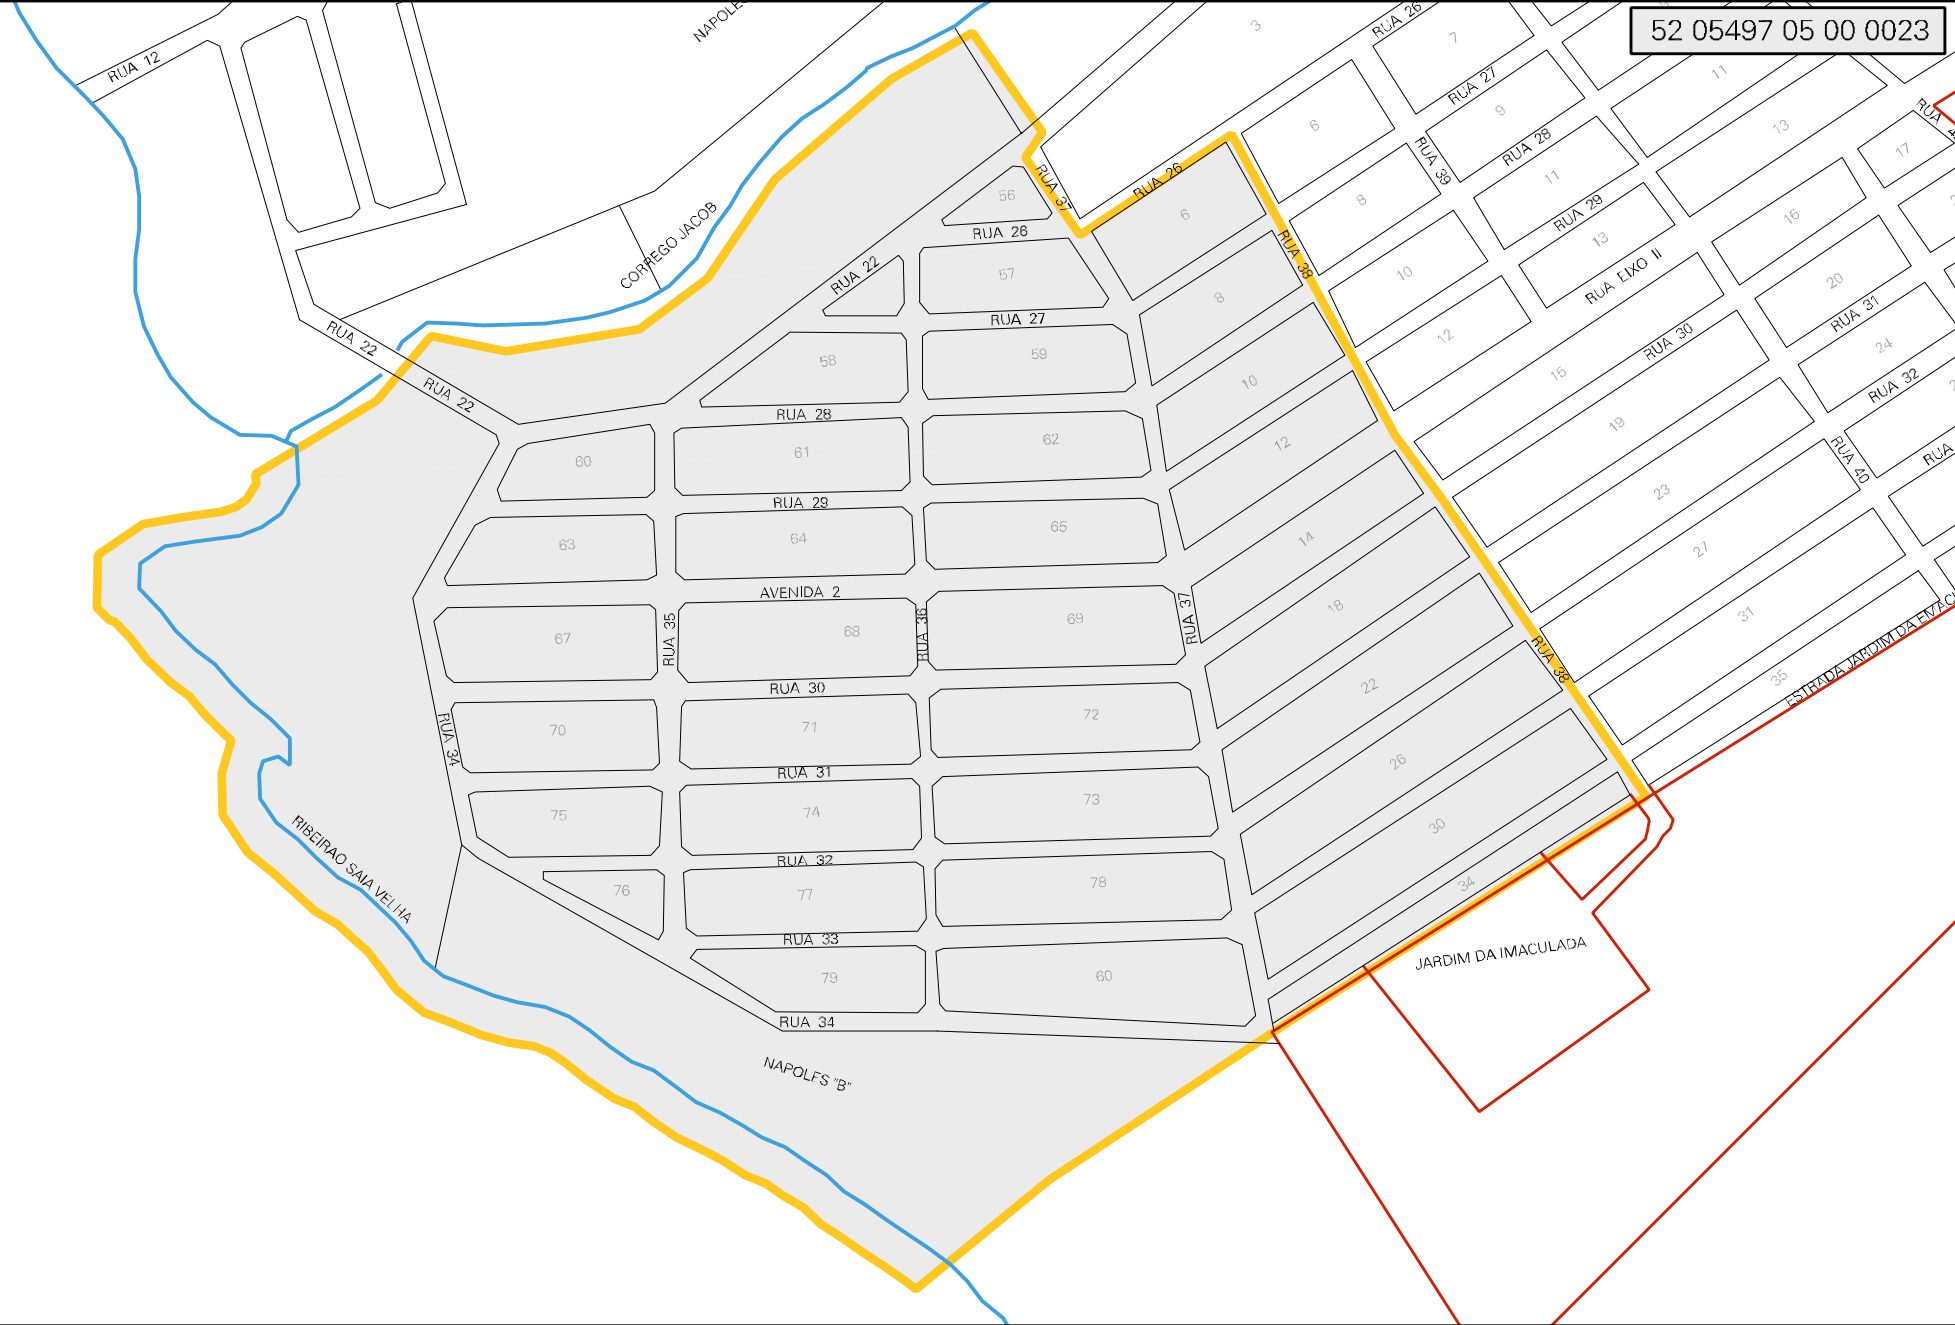 52 05497 05 00 0023
RUA 12
RUA 26
3
7
11
RUA 27
9
6
RUA 28
13
RUA 39
11
17
8
RUA 29
16
13
10
RUA EIXO II
20
RUA 31
12
RUA 30
24
15
RUA 32
19
RUA 40
RUA
23
27
31
35
ESTRADA JARDIM DA
CORREGO JACOB
RUA 22
RUA 22
RUA 22
RUA 37
RUA 26
RUA 38
56
RUA 26
57
RUA 27
58
59
RUA 28
60
61
62
RUA 29
63
64
65
AVENIDA 2
67
RUA 35
68
RUA 36
69
RUA 37
RUA 30
70
71
72
RUA 34
RUA 31
75
74
73
RUA 32
76
77
78
RUA 33
79
60
RUA 34
6
8
10
12
14
18
22
26
30
34
RUA 38
RIBEIRAO SAIA VELHA
NAPOLES "B"
JARDIM DA IMACULADA